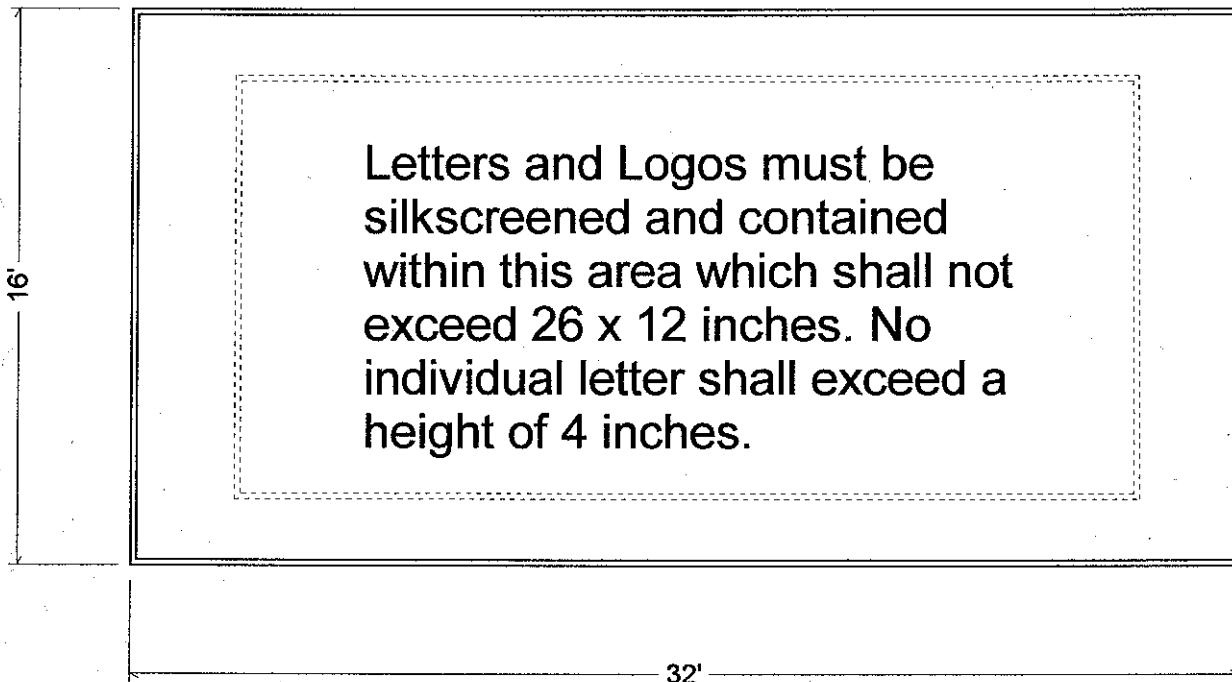 Letters and Logos must be
silkscreened and contained
within this area which shall not
exceed 26 x 12 inches. No
individual letter shall exceed a
height of 4 inches.
16'
32'